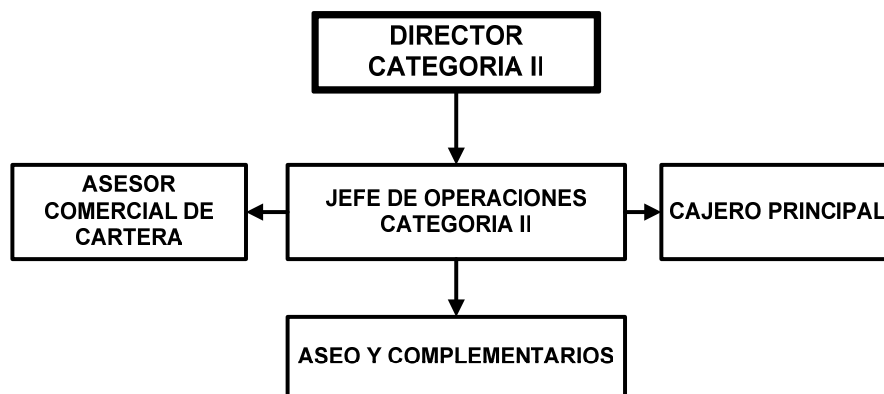 DIRECTOR
CATEGORIA II
ASESOR
COMERCIAL DE
CARTERA
JEFE DE OPERACIONES
CATEGORIA II
CAJERO PRINCIPAL
ASEO Y COMPLEMENTARIOS